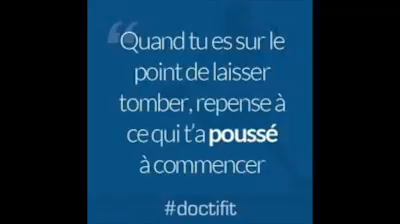 “
Quand tu es sur le
point de laisser
tomber, repense à
ce qui t'a poussé
à commencer
#doctifit